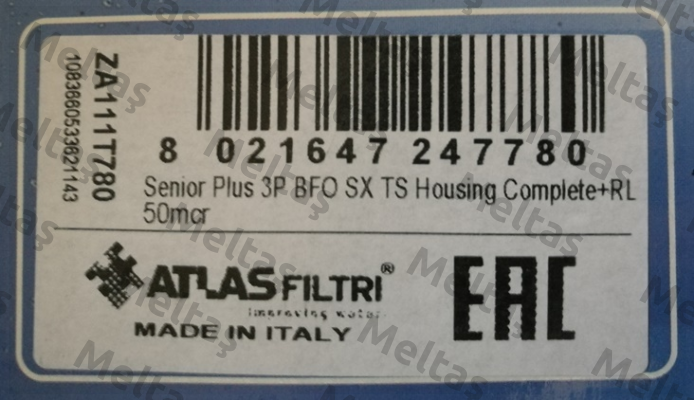 ZA111T780
1083660533621143
8 021647 247780
Senior Plus 3P BFO SX TS Housing Complete+RL
50mcr
ATLAS FILTRI®
improving water
MADE IN ITALY
EAC
Meltaş